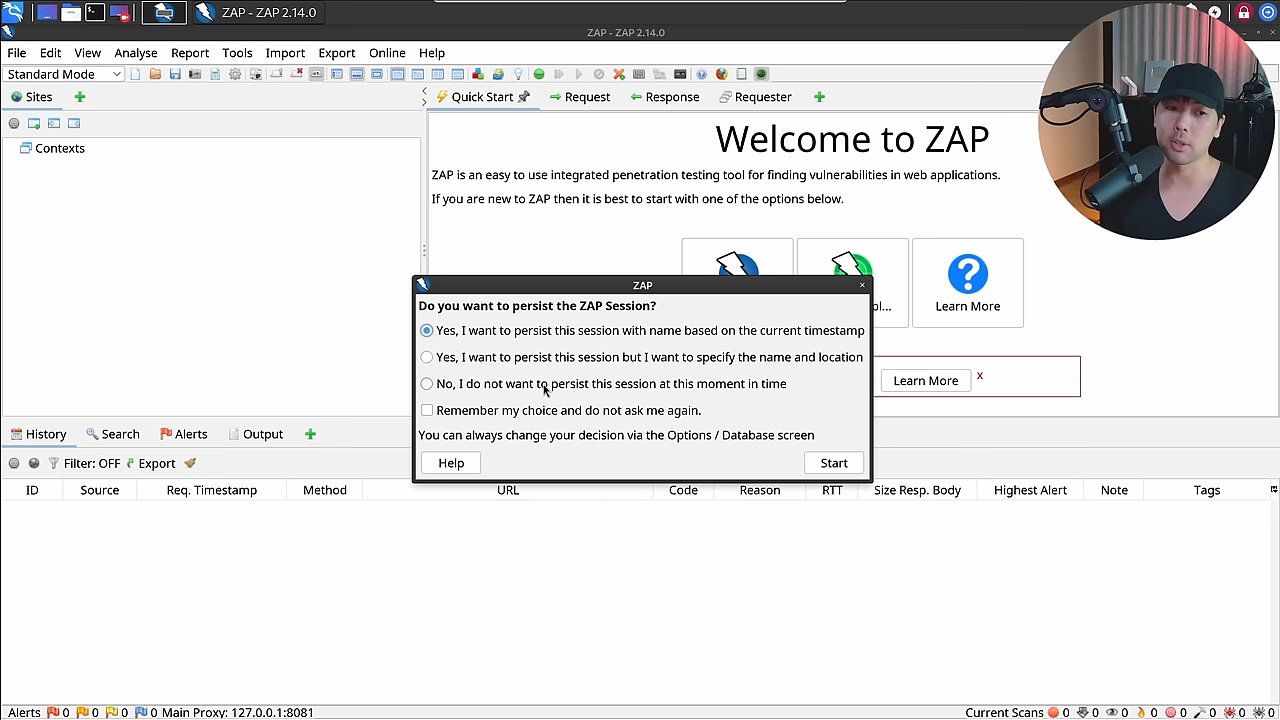 ZAP - ZAP 2.14.0
ZAP - ZAP 2.14.0
File Edit View Analyse Report Tools Import Export Online Help
Standard Mode
Sites
Quick Start Request Response Requester
Contexts
Welcome to ZAP
ZAP is an easy to use integrated penetration testing tool for finding vulnerabilities in web applications.
If you are new to ZAP then it is best to start with one of the options below.
pl...
Learn More
ZAP
Do you want to persist the ZAP Session?
Yes, I want to persist this session with name based on the current timestamp
Yes, I want to persist this session but I want to specify the name and location
No, I do not want to persist this session at this moment in time
Remember my choice and do not ask me again.
You can always change your decision via the Options / Database screen
Help Start
Learn More x
History Search Alerts Output
Filter: OFF Export
ID Source Req. Timestamp Method URL Code Reason RTT Size Resp. Body Highest Alert Note Tags
Alerts 0 0 0 0 Main Proxy: 127.0.0.1:8081 Current Scans 0 0 0 0 0 0 0 0